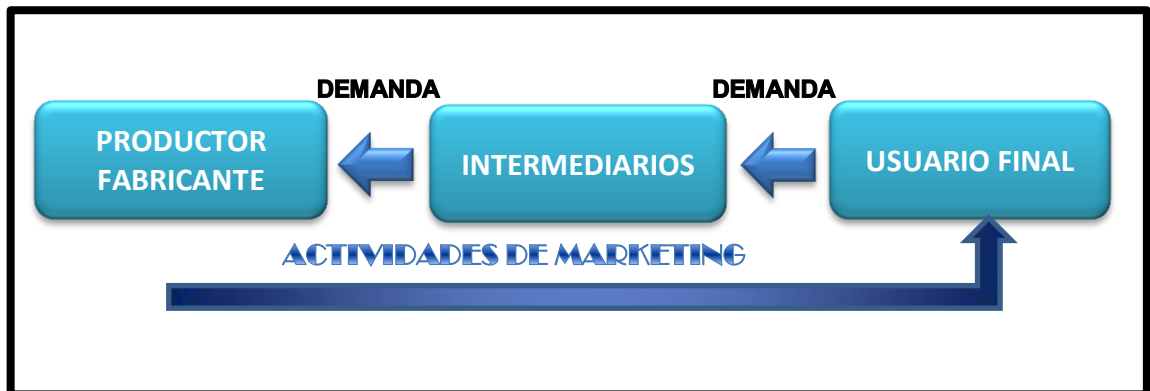 DEMANDA
DEMANDA
PRODUCTOR
FABRICANTE
INTERMEDIARIOS
USUARIO FINAL
ACTIVIDADES DE MARKETING